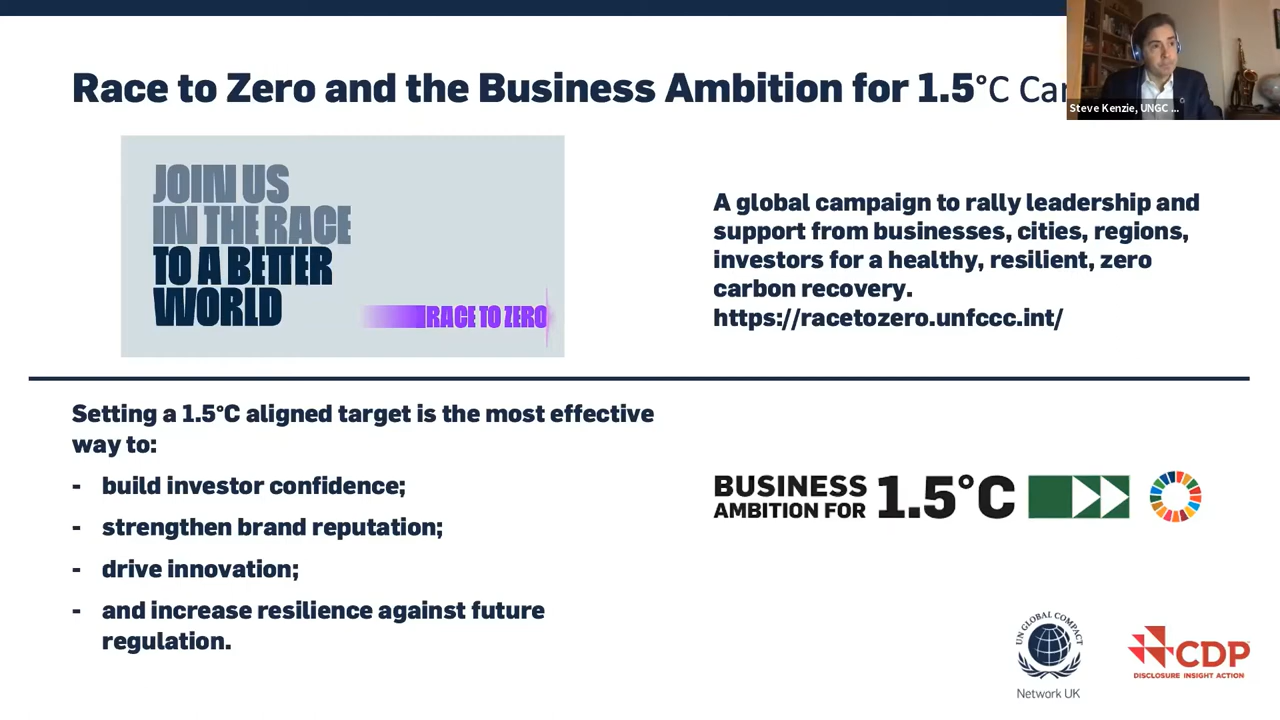 Race to Zero and the Business Ambition for 1.5°C Ca
Steve Kenzie, UNGC ...
JOIN US
IN THE RACE
TO A BETTER
WORLD
RACE TO ZERO
A global campaign to rally leadership and
support from businesses, cities, regions,
investors for a healthy, resilient, zero
carbon recovery.
https://racetozero.unfccc.int/
Setting a 1.5°C aligned target is the most effective
way to:
- build investor confidence;
- strengthen brand reputation;
- drive innovation;
- and increase resilience against future
regulation.
BUSINESS
AMBITION FOR
1.5°C
UN GLOBAL COMPACT
Network UK
CDP
DISCLOSURE INSIGHT ACTION